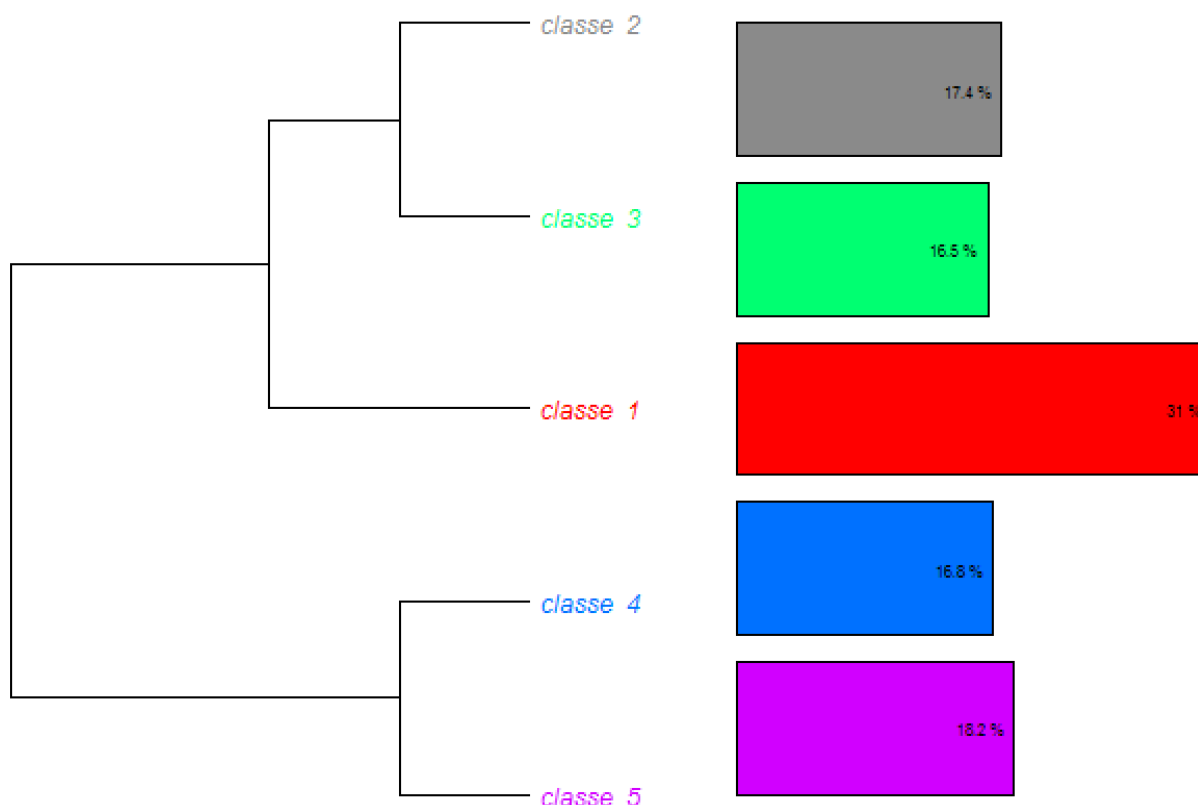 classe 2
17.4 %
classe 3
16.5 %
classe 1
31 %
classe 4
16.8 %
classe 5
18.2 %